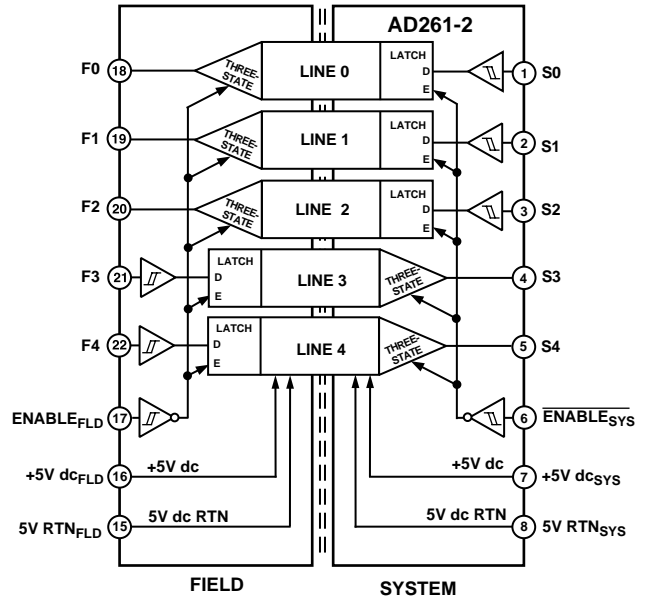 AD261-2
F0 18 THREE-STATE LINE 0 LATCH D E 1 S0
F1 19 THREE-STATE LINE 1 LATCH D E 2 S1
F2 20 THREE-STATE LINE 2 LATCH D E 3 S2
F3 21 LATCH D E LINE 3 THREE-STATE 4 S3
F4 22 LATCH D E LINE 4 THREE-STATE 5 S4
ENABLEFLD 17 6 ENABLESYS
+5V dcFLD 16 +5V dc +5V dc 7 +5V dcSYS
5V RTNFLD 15 5V dc RTN 5V dc RTN 8 5V RTNSYS
FIELD SYSTEM